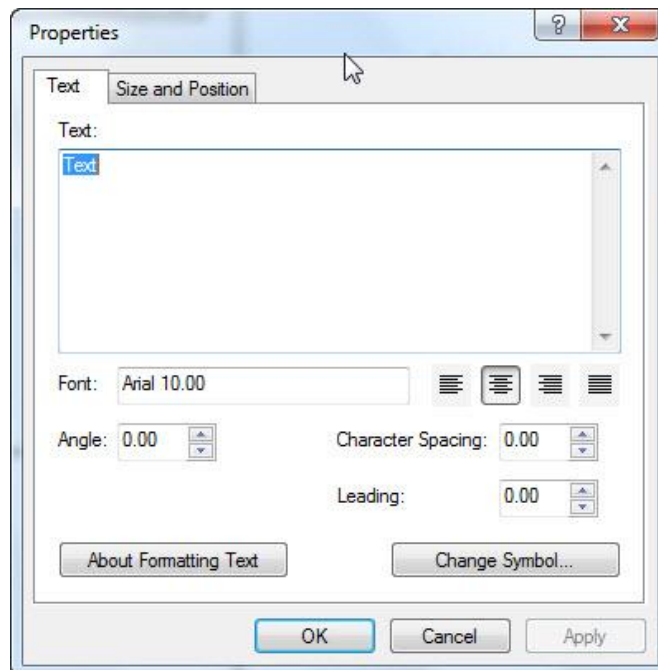 Properties
?
Text Size and Position
Text:
Text
Font: Arial 10.00
Angle: 0.00 Character Spacing: 0.00
Leading: 0.00
About Formatting Text Change Symbol...
OK Cancel Apply